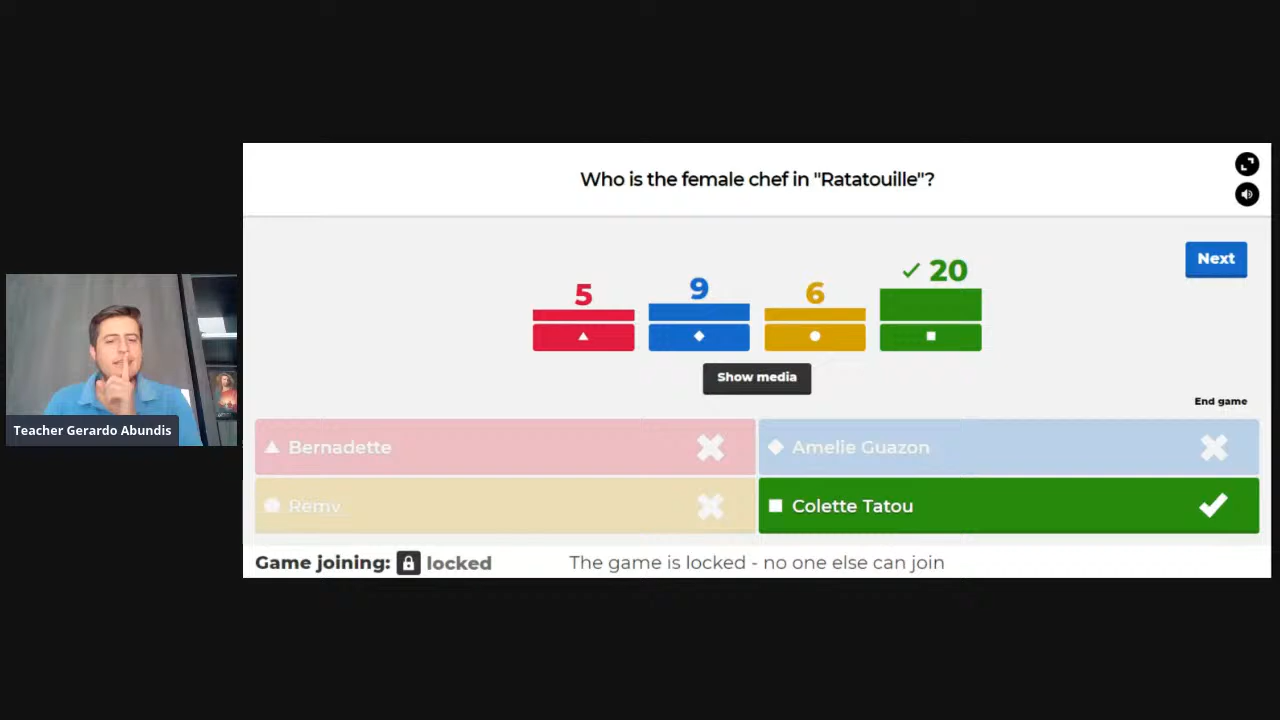 Who is the female chef in "Ratatouille"?
Next
5
9
6
20
Show media
End game
Teacher Gerardo Abundis
Bernadette
Amelie Guazon
Remy
Colette Tatou
Game joining: locked
The game is locked - no one else can join